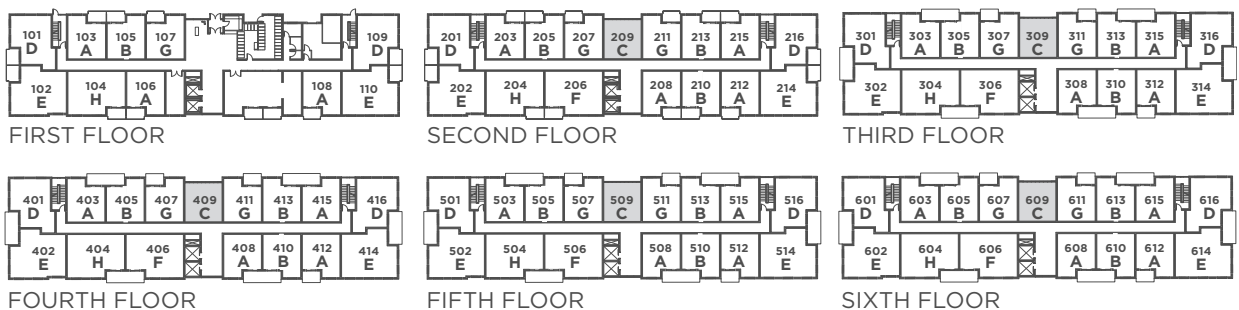 101 D 103 A 105 B 107 G 109 D
102 E 104 H 106 A 108 A 110 E
FIRST FLOOR
201 D 203 A 205 B 207 G 209 C 211 G 213 B 215 A 216 D
202 E 204 H 206 F 208 A 210 B 212 A 214 E
SECOND FLOOR
301 D 303 A 305 B 307 G 309 C 311 G 313 B 315 A 316 D
302 E 304 H 306 F 308 A 310 B 312 A 314 E
THIRD FLOOR
401 D 403 A 405 B 407 G 409 C 411 G 413 B 415 A 416 D
402 E 404 H 406 F 408 A 410 B 412 A 414 E
FOURTH FLOOR
501 D 503 A 505 B 507 G 509 C 511 G 513 B 515 A 516 D
502 E 504 H 506 F 508 A 510 B 512 A 514 E
FIFTH FLOOR
601 D 603 A 605 B 607 G 609 C 611 G 613 B 615 A 616 D
602 E 604 H 606 F 608 A 610 B 612 A 614 E
SIXTH FLOOR